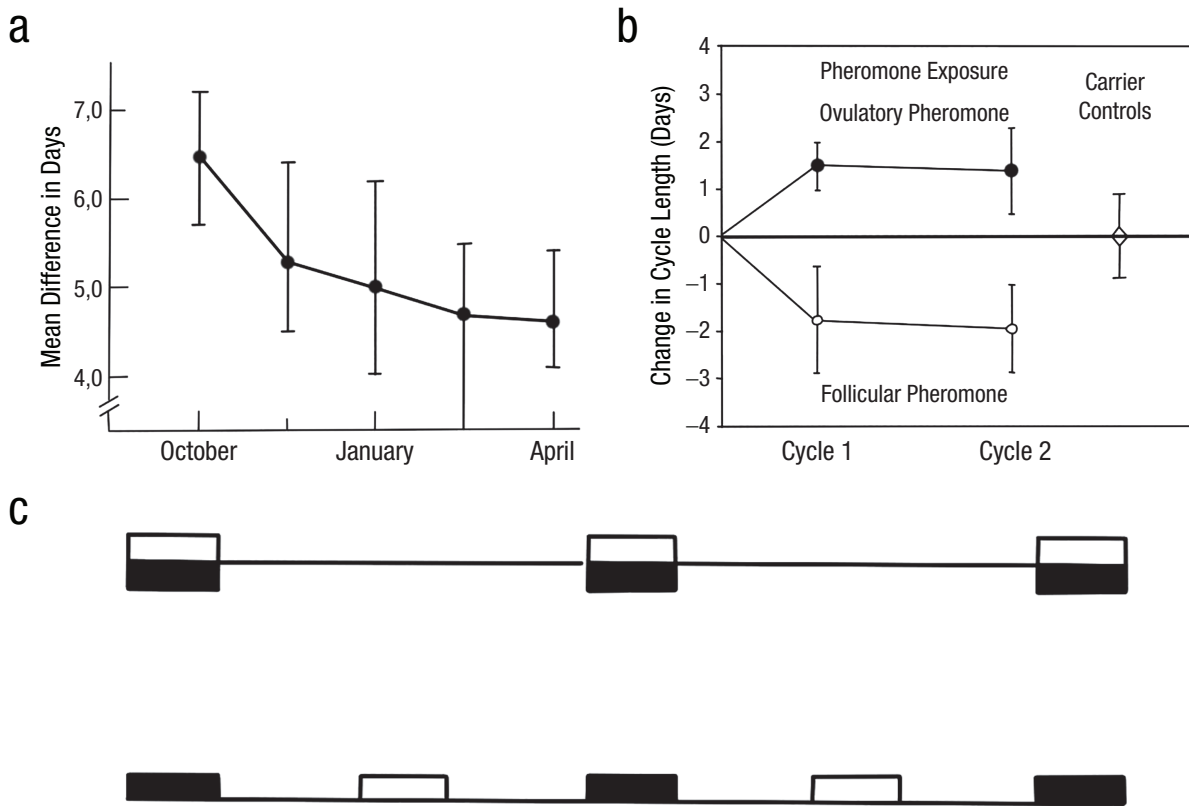 a
7,0
6,0
5,0
4,0
Mean Difference in Days
October
January
April
b
4
3
2
1
0
–1
–2
–3
–4
Change in Cycle Length (Days)
Pheromone Exposure
Ovulatory Pheromone
Carrier
Controls
Follicular Pheromone
Cycle 1
Cycle 2
c